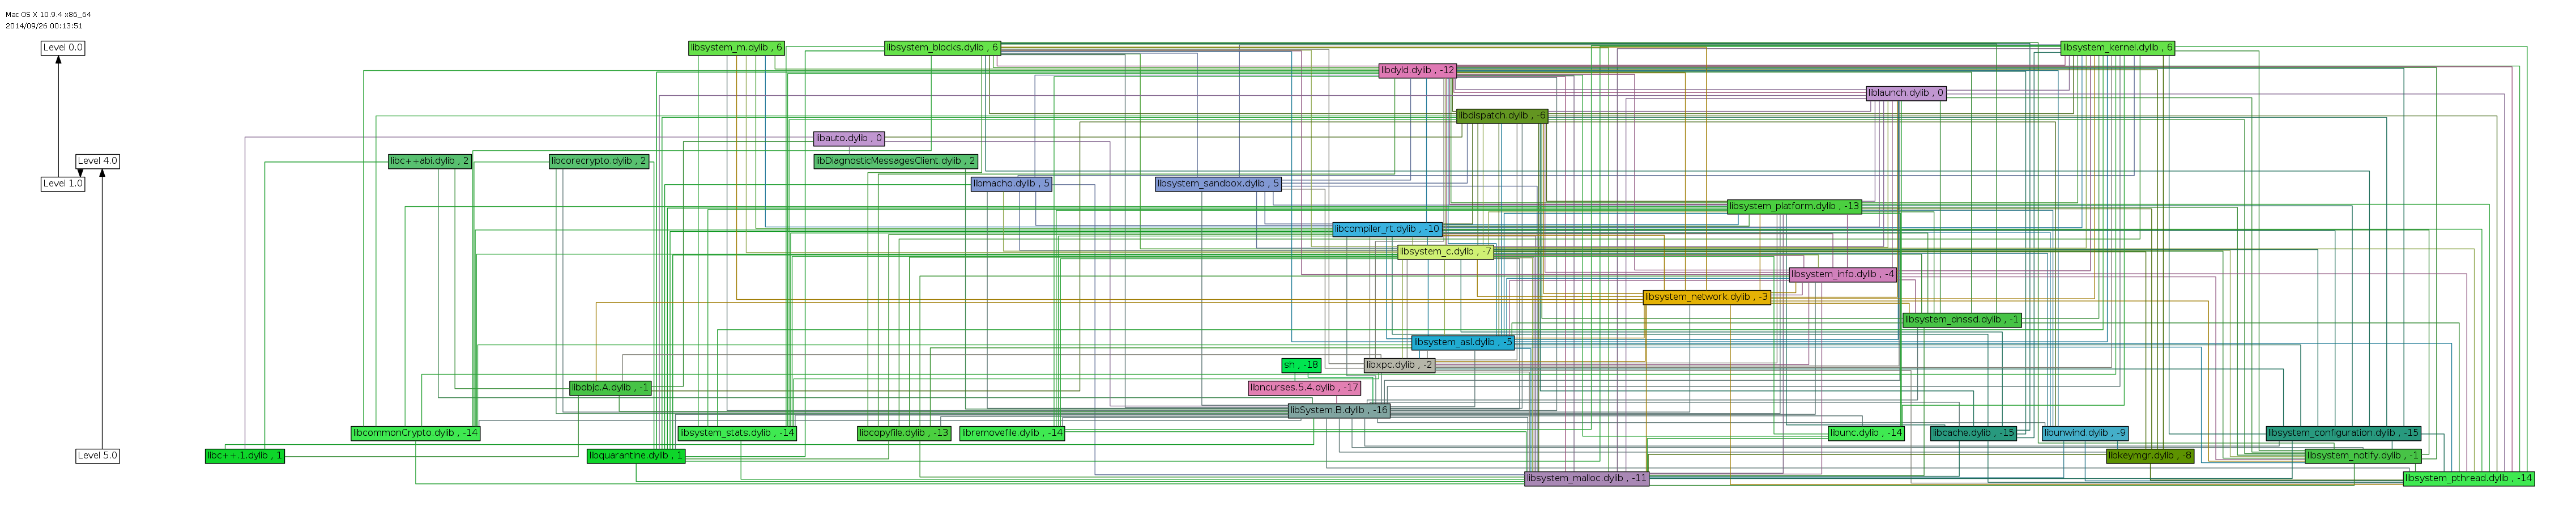 Mac OS X 10.9.4 x86_64
2014/09/26 00:13:51
Level 0.0
libsystem_m.dylib , 6
libsystem_blocks.dylib , 6
libsystem_kernel.dylib , 6
libdyld.dylib , -12
liblaunch.dylib , 0
libdispatch.dylib , -6
libauto.dylib , 0
Level 4.0
libc++abi.dylib , 2
libcorecrypto.dylib , 2
libDiagnosticMessagesClient.dylib , 2
Level 1.0
libmacho.dylib , 5
libsystem_sandbox.dylib , 5
libsystem_platform.dylib , -13
libcompiler_rt.dylib , -10
libsystem_c.dylib , -7
libsystem_info.dylib , -4
libsystem_network.dylib , -3
libsystem_dnssd.dylib , -1
libsystem_asl.dylib , -5
sh , -18
libxpc.dylib , -2
libobjc.A.dylib , -1
libncurses.5.4.dylib , -17
libSystem.B.dylib , -16
libcommonCrypto.dylib , -14
libsystem_stats.dylib , -14
libcopyfile.dylib , -13
libremovefile.dylib , -14
libunc.dylib , -14
libcache.dylib , -15
libunwind.dylib , -9
libsystem_configuration.dylib , -15
Level 5.0
libc++.1.dylib , 1
libquarantine.dylib , 1
libkeymgr.dylib , -8
libsystem_notify.dylib , -1
libsystem_malloc.dylib , -11
libsystem_pthread.dylib , -14